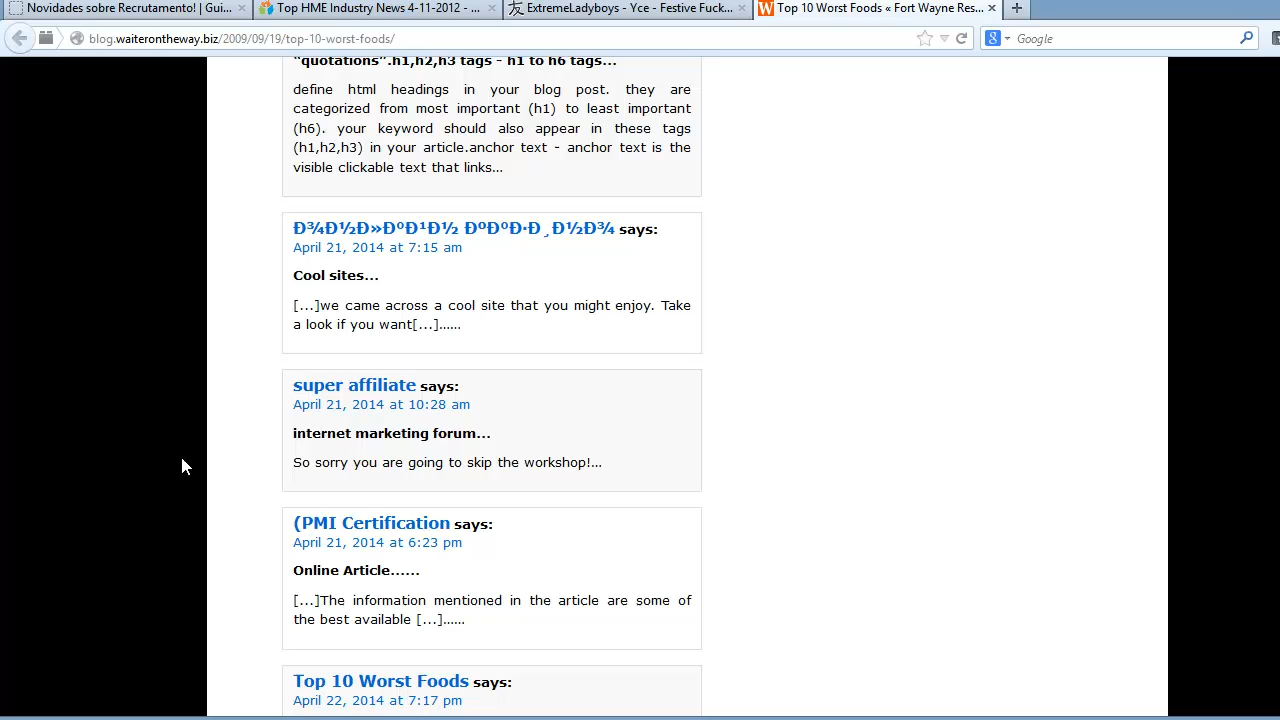 Novidades sobre Recrutamento! | Gui...
Top HME Industry News 4-11-2012 - ...
ExtremeLadyboys - Yce - Festive Fuck...
Top 10 Worst Foods « Fort Wayne Res...
blog.waiterontheway.biz/2009/09/19/top-10-worst-foods/
Google
"quotations".h1,h2,h3 tags - h1 to h6 tags...
define html headings in your blog post. they are
categorized from most important (h1) to least important
(h6). your keyword should also appear in these tags
(h1,h2,h3) in your article.anchor text - anchor text is the
visible clickable text that links...
Ð¾Ð½Ð»Ð°Ð¹Ð½ ÐºÐ°Ð·Ð¸Ð½Ð¾ says:
April 21, 2014 at 7:15 am
Cool sites...
[...]we came across a cool site that you might enjoy. Take
a look if you want[...]......
super affiliate says:
April 21, 2014 at 10:28 am
internet marketing forum...
So sorry you are going to skip the workshop!...
(PMI Certification says:
April 21, 2014 at 6:23 pm
Online Article......
[...]The information mentioned in the article are some of
the best available [...]......
Top 10 Worst Foods says:
April 22, 2014 at 7:17 pm